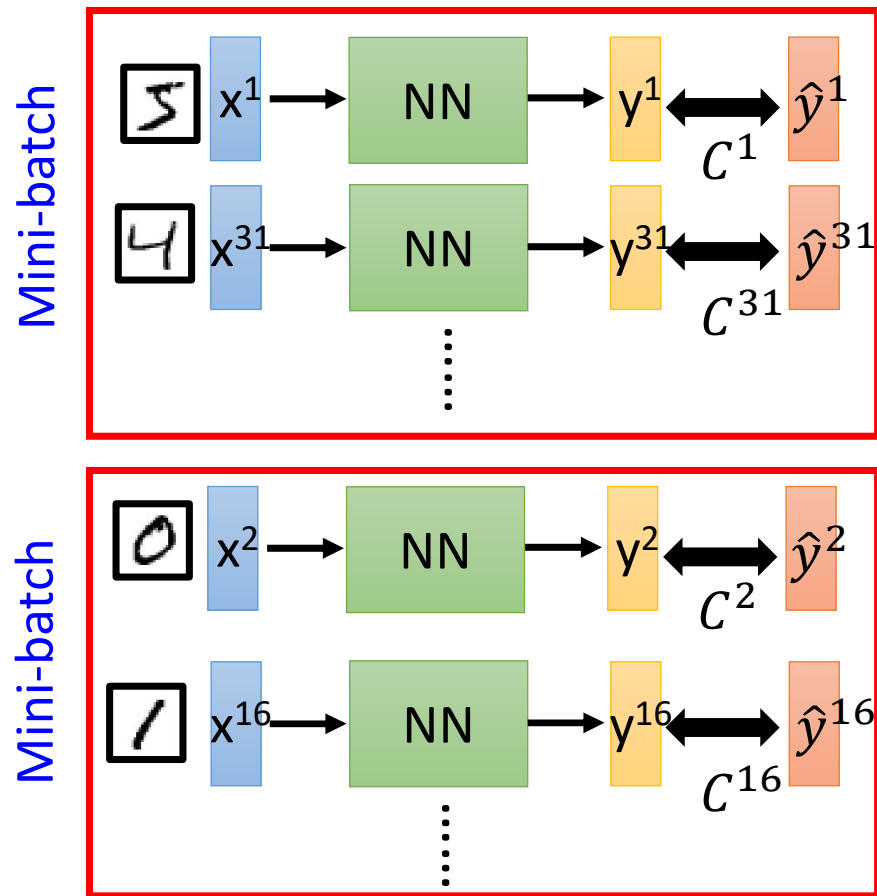 Mini-batch
5 x¹ NN y¹ ŷ¹
C¹
4 x³¹ NN y³¹ ŷ³¹
C³¹
Mini-batch
0 x² NN y² ŷ²
C²
1 x¹⁶ NN y¹⁶ ŷ¹⁶
C¹⁶